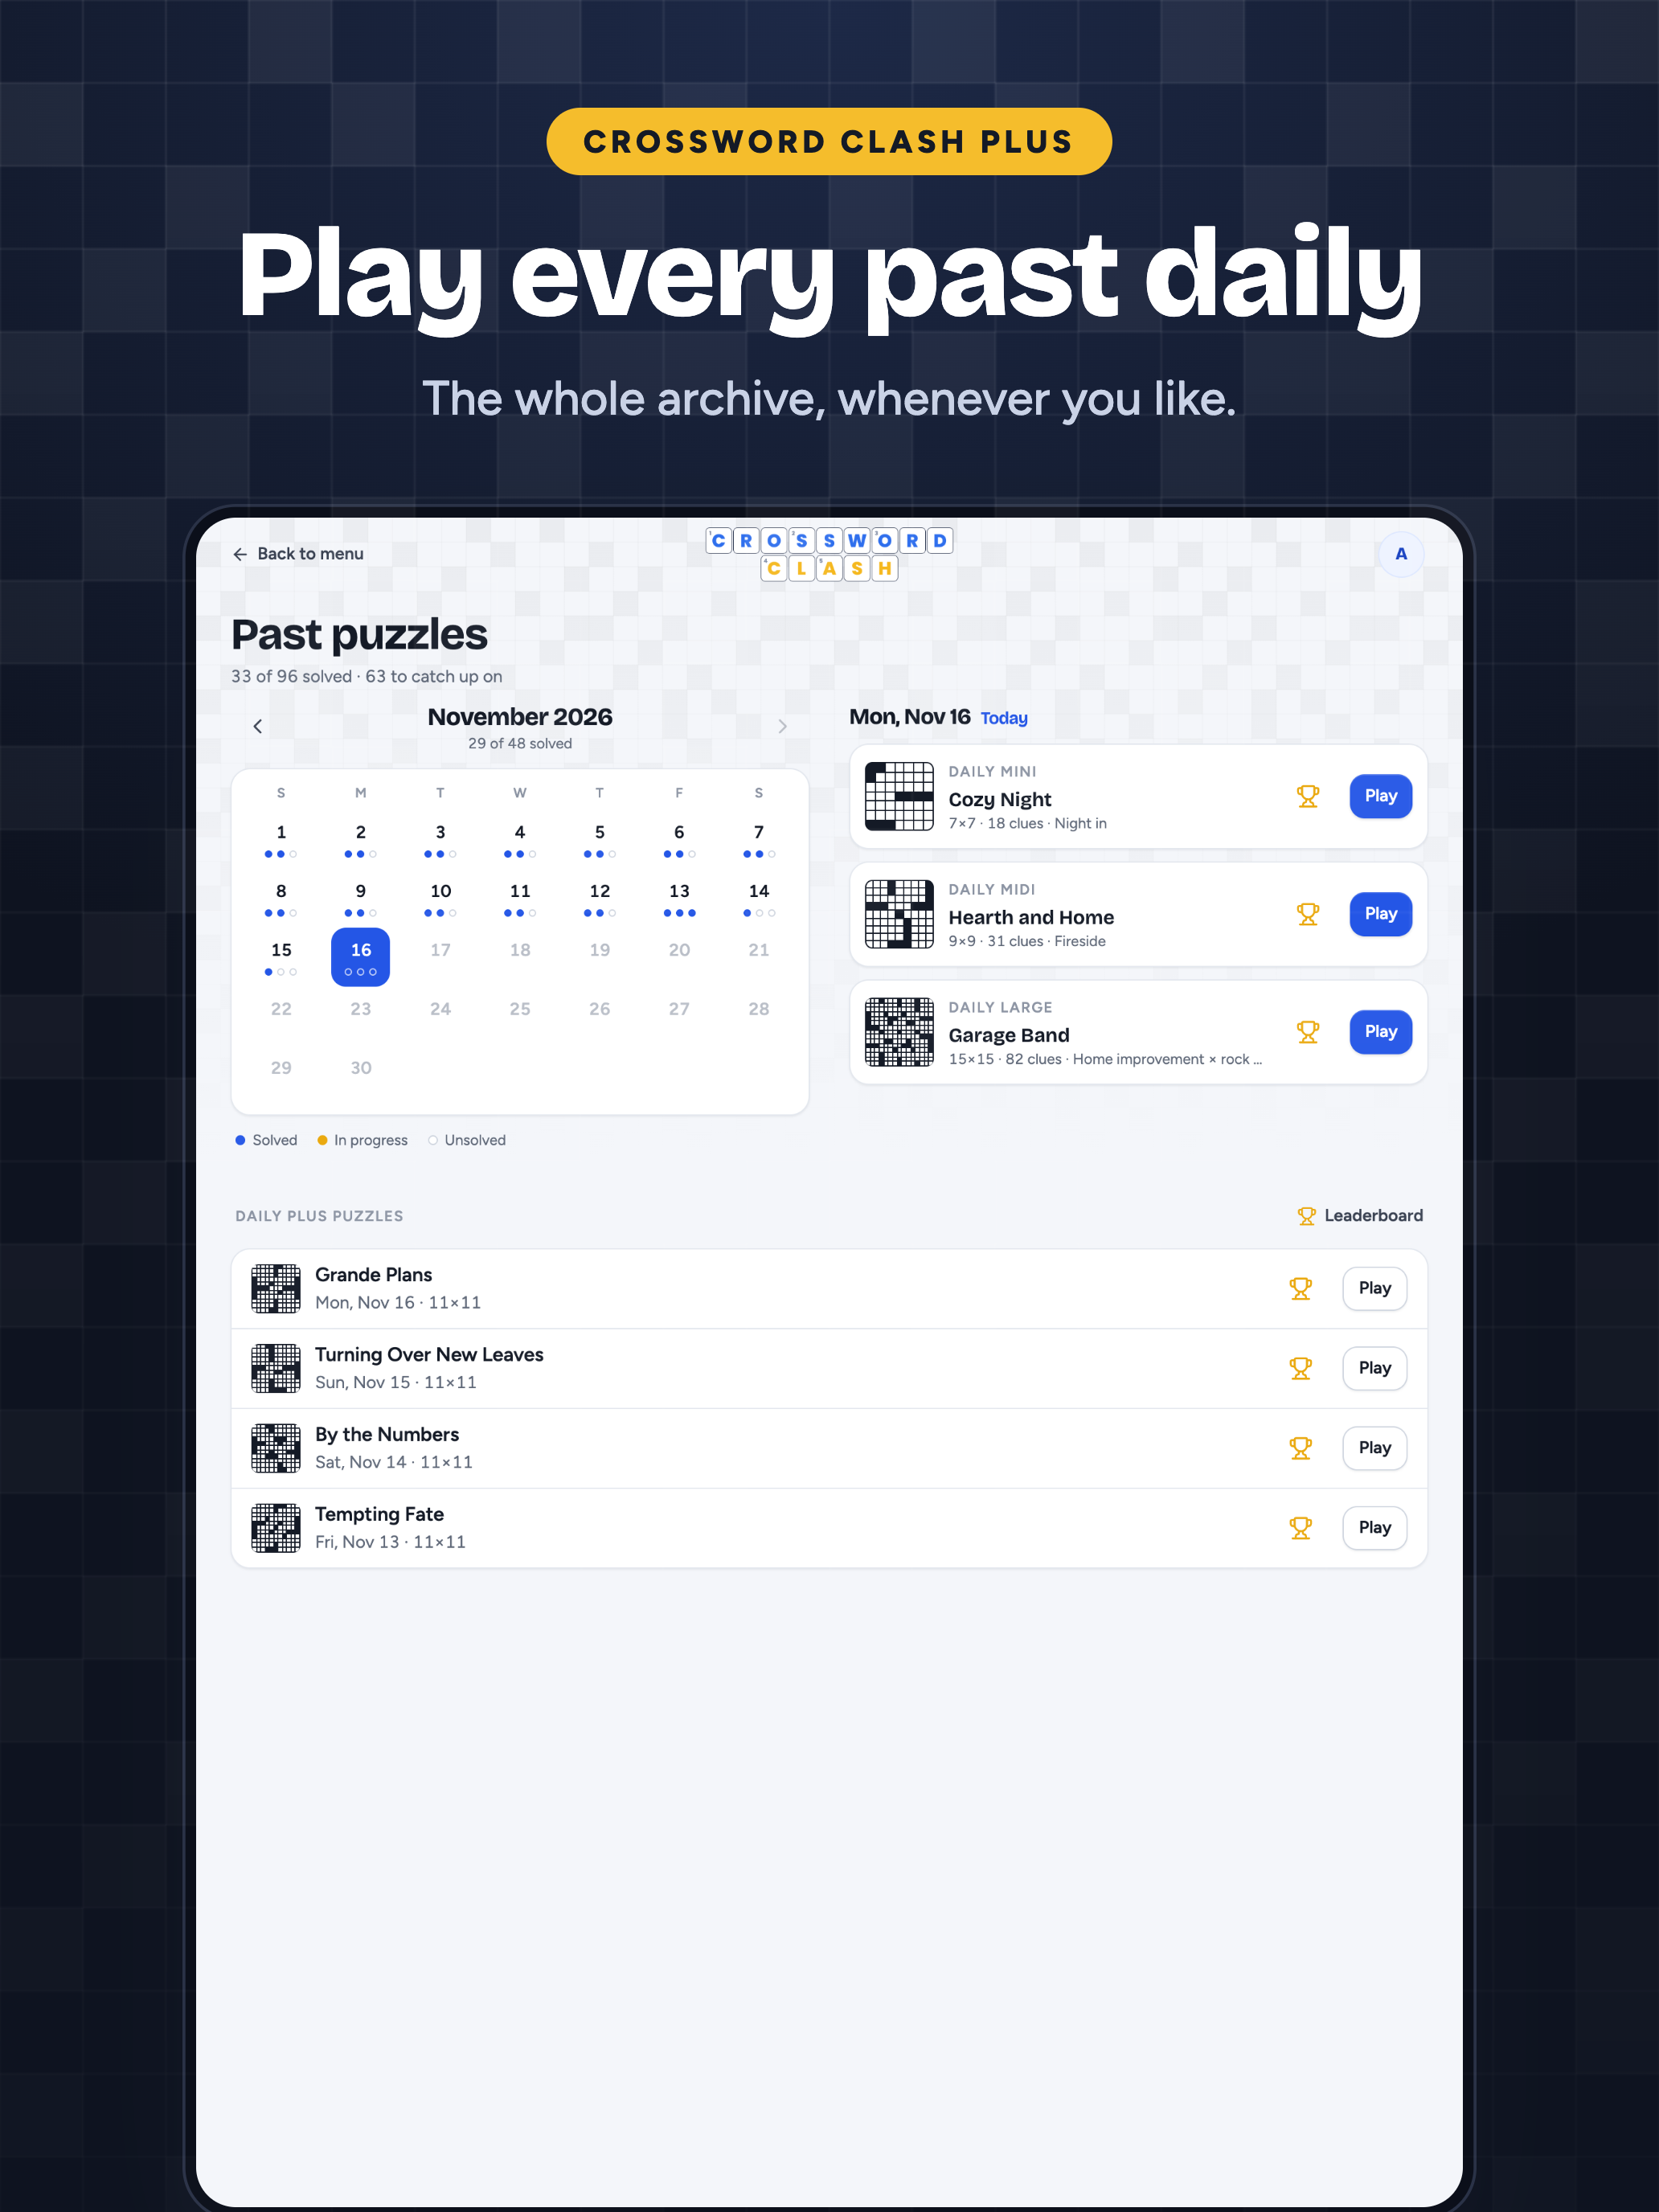 CROSSWORD CLASH PLUS
Play every past daily
The whole archive, whenever you like.
Back to menu
CROSSWORD
CLASH
A
Past puzzles
33 of 96 solved · 63 to catch up on
November 2026
29 of 48 solved
S M T W T F S
1 2 3 4 5 6 7
8 9 10 11 12 13 14
15 16 17 18 19 20 21
22 23 24 25 26 27 28
29 30
Solved In progress Unsolved
Mon, Nov 16 Today
DAILY MINI
Cozy Night
7×7 · 18 clues · Night in
Play
DAILY MIDI
Hearth and Home
9×9 · 31 clues · Fireside
Play
DAILY LARGE
Garage Band
15×15 · 82 clues · Home improvement × rock ...
Play
DAILY PLUS PUZZLES
Leaderboard
Grande Plans
Mon, Nov 16 · 11×11
Play
Turning Over New Leaves
Sun, Nov 15 · 11×11
Play
By the Numbers
Sat, Nov 14 · 11×11
Play
Tempting Fate
Fri, Nov 13 · 11×11
Play